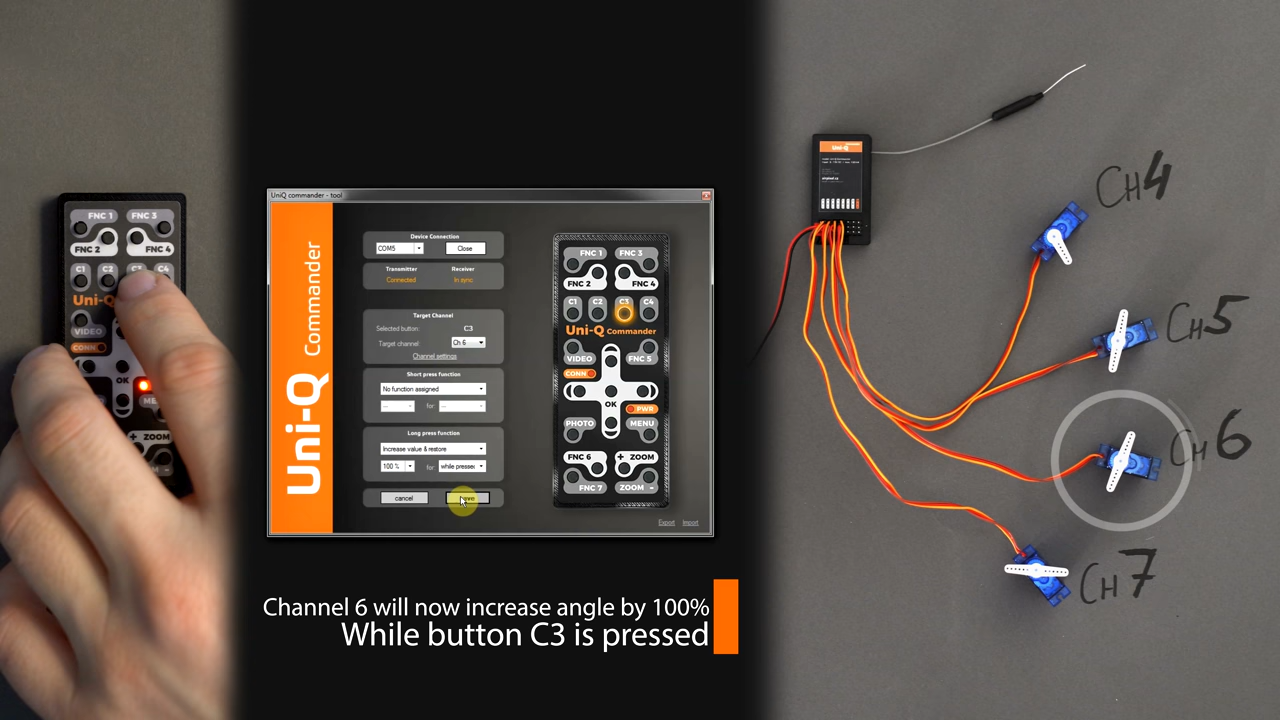 FNC 1
FNC 3
FNC 2
FNC 4
C1
C2
C3
C4
Uni-Q
VIDEO
CONN
OK
ZOOM
UniQ commander - tool
Uni-Q Commander
Device Connection
COM5
Close
Transmitter
Receiver
Connected
In sync
Target Channel
Selected button:
C3
Target channel:
Ch 6
Channel settings
Short press function
No function assigned
for
Long press function
Increase value & restore
100 %
for:
while presse
cancel
FNC 1
FNC 3
FNC 2
FNC 4
C1
C2
C3
C4
Uni-Q Commander
VIDEO
FNC 5
CONN
OK
PWR
PHOTO
MENU
FNC 6
+ ZOOM
FNC 7
ZOOM -
Export
Import
Channel 6 will now increase angle by 100%
While button C3 is pressed
Uni-Q
CH4
CH5
CH6
CH7